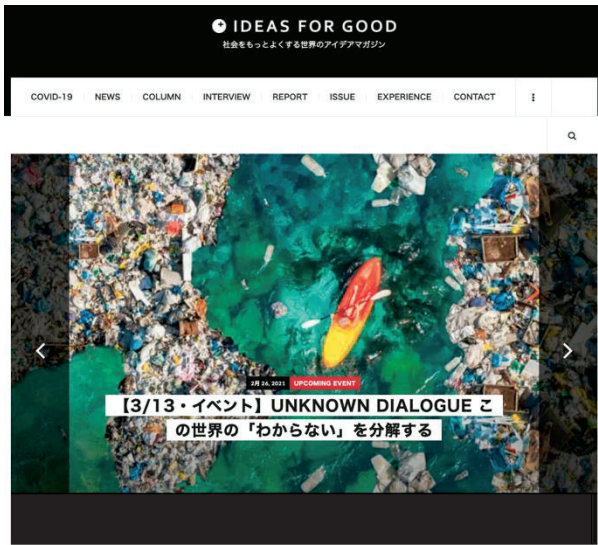 IDEAS FOR GOOD
社会をもっとよくする世界のアイデアマガジン
COVID-19 NEWS COLUMN INTERVIEW REPORT ISSUE EXPERIENCE CONTACT
2月 26, 2021 UPCOMING EVENT
【3/13・イベント】UNKNOWN DIALOGUE こ
の世界の「わからない」を分解する